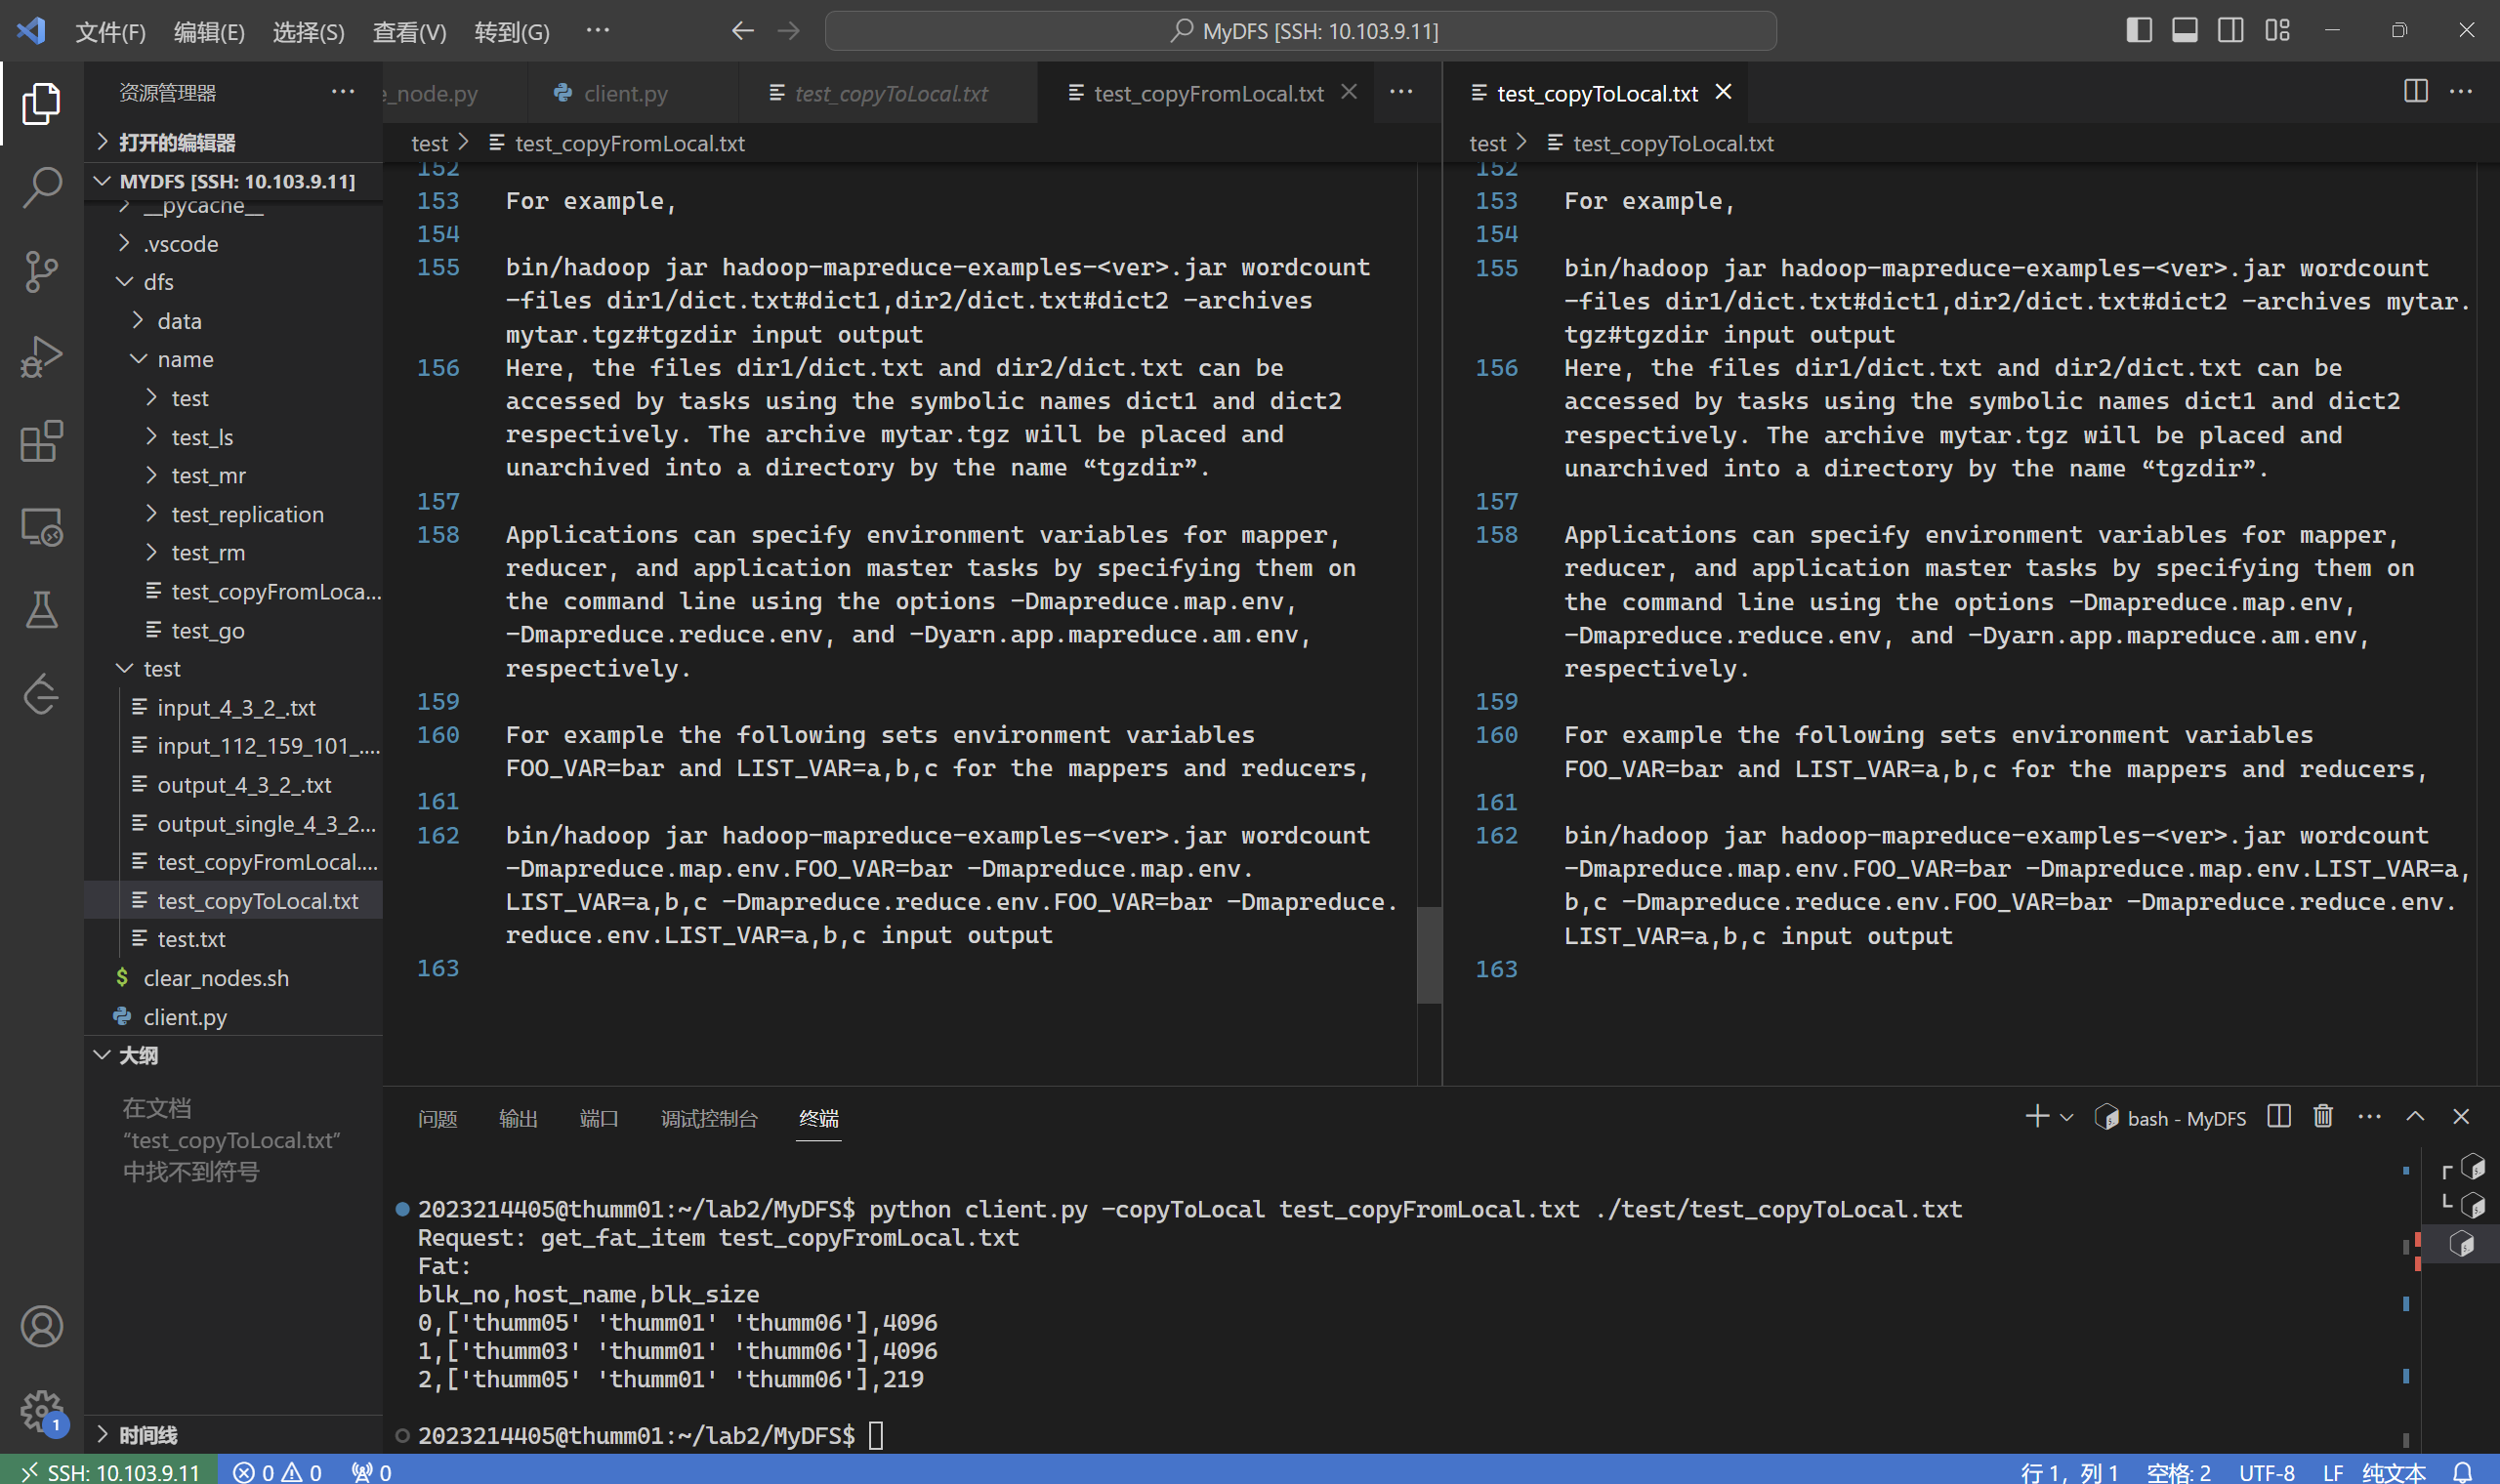 文件(F) 编辑(E) 选择(S) 查看(V) 转到(G) ··· MyDFS [SSH: 10.103.9.11]
资源管理器
打开的编辑器
MYDFS [SSH: 10.103.9.11]
__pycache__
.vscode
dfs
data
name
test
test_ls
test_mr
test_replication
test_rm
test_copyFromLoca...
test_go
test
input_4_3_2_.txt
input_112_159_101_....
output_4_3_2_.txt
output_single_4_3_2...
test_copyFromLocal....
test_copyToLocal.txt
test.txt
clear_nodes.sh
client.py
大纲
在文档
“test_copyToLocal.txt”
中找不到符号
时间线
e_node.py client.py test_copyToLocal.txt test_copyFromLocal.txt
test > test_copyFromLocal.txt
152
153 For example,
154
155 bin/hadoop jar hadoop-mapreduce-examples-<ver>.jar wordcount
-files dir1/dict.txt#dict1,dir2/dict.txt#dict2 -archives
mytar.tgz#tgzdir input output
156 Here, the files dir1/dict.txt and dir2/dict.txt can be
accessed by tasks using the symbolic names dict1 and dict2
respectively. The archive mytar.tgz will be placed and
unarchived into a directory by the name “tgzdir”.
157
158 Applications can specify environment variables for mapper,
reducer, and application master tasks by specifying them on
the command line using the options -Dmapreduce.map.env,
-Dmapreduce.reduce.env, and -Dyarn.app.mapreduce.am.env,
respectively.
159
160 For example the following sets environment variables
FOO_VAR=bar and LIST_VAR=a,b,c for the mappers and reducers,
161
162 bin/hadoop jar hadoop-mapreduce-examples-<ver>.jar wordcount
-Dmapreduce.map.env.FOO_VAR=bar -Dmapreduce.map.env.
LIST_VAR=a,b,c -Dmapreduce.reduce.env.FOO_VAR=bar -Dmapreduce.
reduce.env.LIST_VAR=a,b,c input output
163
test_copyToLocal.txt
test > test_copyToLocal.txt
152
153 For example,
154
155 bin/hadoop jar hadoop-mapreduce-examples-<ver>.jar wordcount
-files dir1/dict.txt#dict1,dir2/dict.txt#dict2 -archives mytar.
tgz#tgzdir input output
156 Here, the files dir1/dict.txt and dir2/dict.txt can be
accessed by tasks using the symbolic names dict1 and dict2
respectively. The archive mytar.tgz will be placed and
unarchived into a directory by the name “tgzdir”.
157
158 Applications can specify environment variables for mapper,
reducer, and application master tasks by specifying them on
the command line using the options -Dmapreduce.map.env,
-Dmapreduce.reduce.env, and -Dyarn.app.mapreduce.am.env,
respectively.
159
160 For example the following sets environment variables
FOO_VAR=bar and LIST_VAR=a,b,c for the mappers and reducers,
161
162 bin/hadoop jar hadoop-mapreduce-examples-<ver>.jar wordcount
-Dmapreduce.map.env.FOO_VAR=bar -Dmapreduce.map.env.LIST_VAR=a,
b,c -Dmapreduce.reduce.env.FOO_VAR=bar -Dmapreduce.reduce.env.
LIST_VAR=a,b,c input output
163
问题 输出 端口 调试控制台 终端 bash - MyDFS
2023214405@thumm01:~/lab2/MyDFS$ python client.py -copyToLocal test_copyFromLocal.txt ./test/test_copyToLocal.txt
Request: get_fat_item test_copyFromLocal.txt
Fat:
blk_no,host_name,blk_size
0,['thumm05' 'thumm01' 'thumm06'],4096
1,['thumm03' 'thumm01' 'thumm06'],4096
2,['thumm05' 'thumm01' 'thumm06'],219
2023214405@thumm01:~/lab2/MyDFS$
1
SSH: 10.103.9.11 0 0 0 行 1, 列 1 空格: 2 UTF-8 LF 纯文本